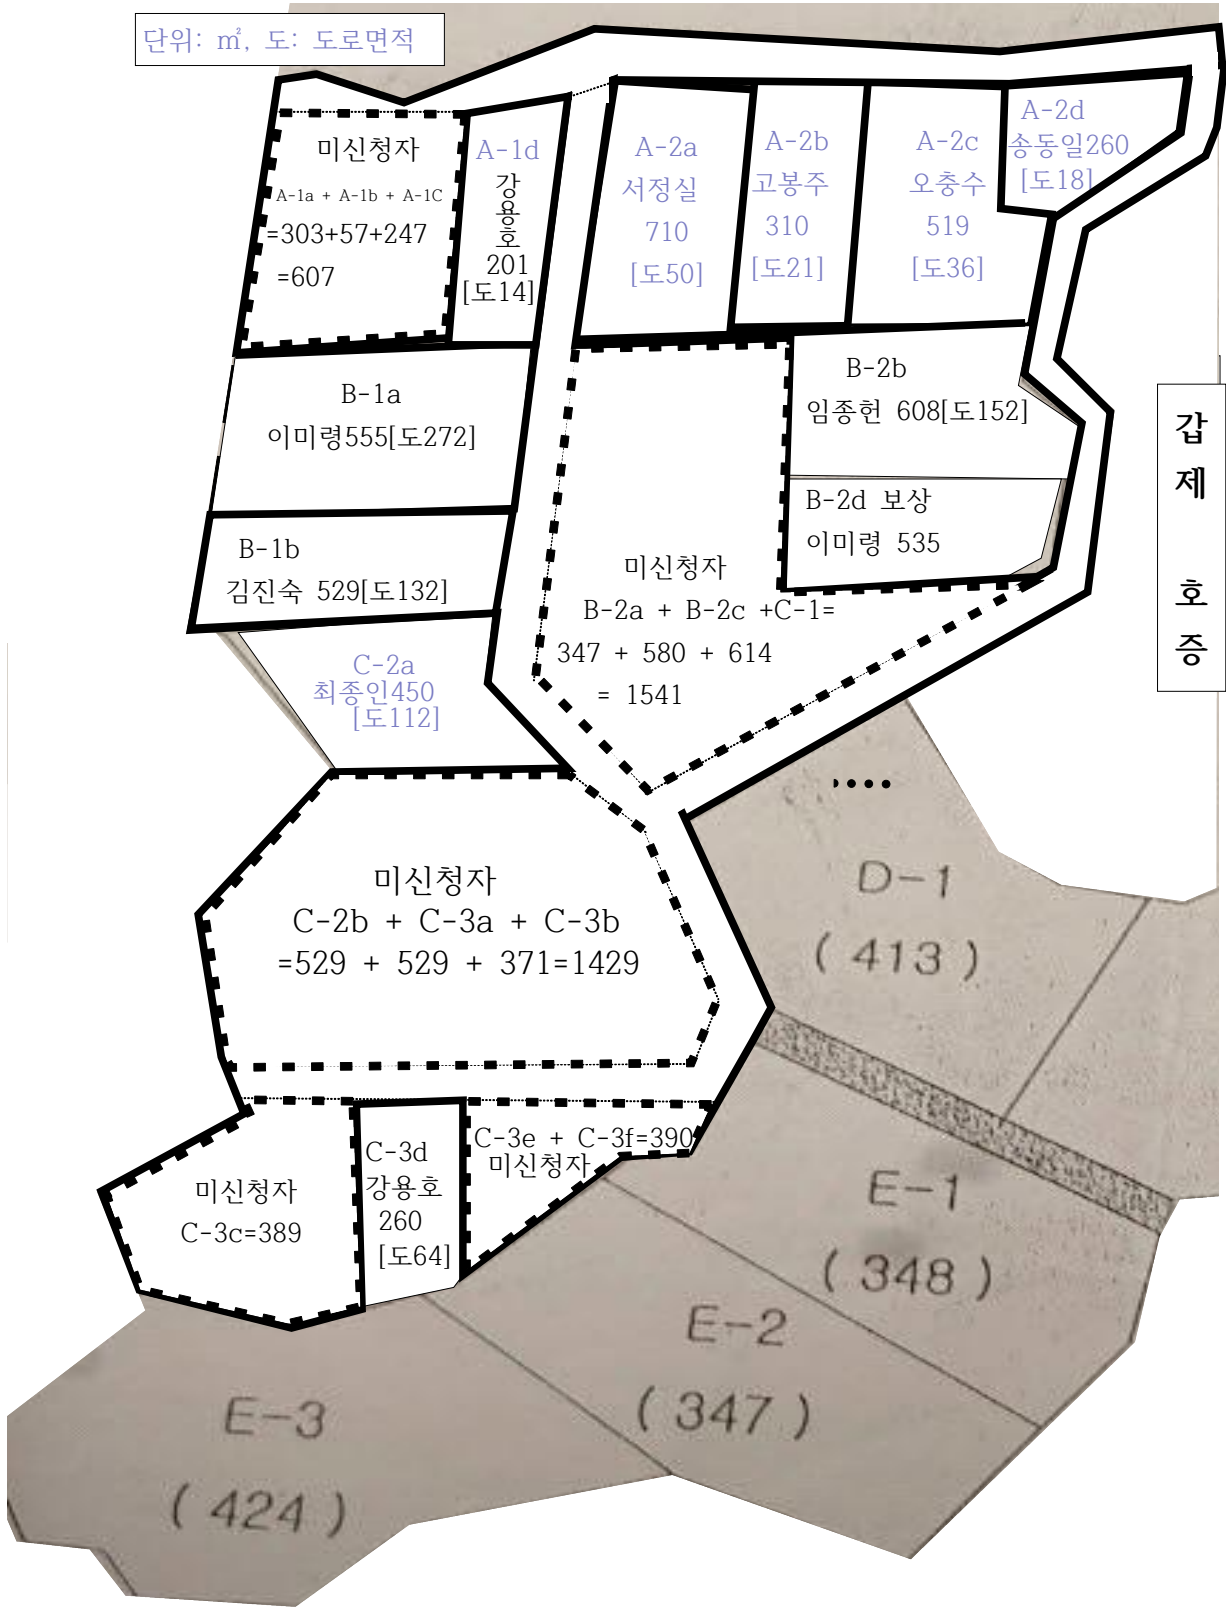 단위: ㎡, 도: 도로면적
미신청자
A-1a + A-1b + A-1C
=303+57+247
=607
A-1d
강용호
201
[도14]
A-2a
서정실
710
[도50]
A-2b
고봉주
310
[도21]
A-2c
오충수
519
[도36]
A-2d
송동일260
[도18]
B-1a
이미령555[도272]
B-2b
임종헌 608[도152]
갑제 호증
B-2d 보상
이미령 535
B-1b
김진숙 529[도132]
미신청자
B-2a + B-2c +C-1=
347 + 580 + 614
= 1541
C-2a
최종인450
[도112]
미신청자
C-2b + C-3a + C-3b
=529 + 529 + 371=1429
D-1
( 413 )
C-3e + C-3f=390
미신청자
C-3d
강용호
260
[도64]
미신청자
C-3c=389
E-1
( 348 )
E-2
( 347 )
E-3
( 424 )